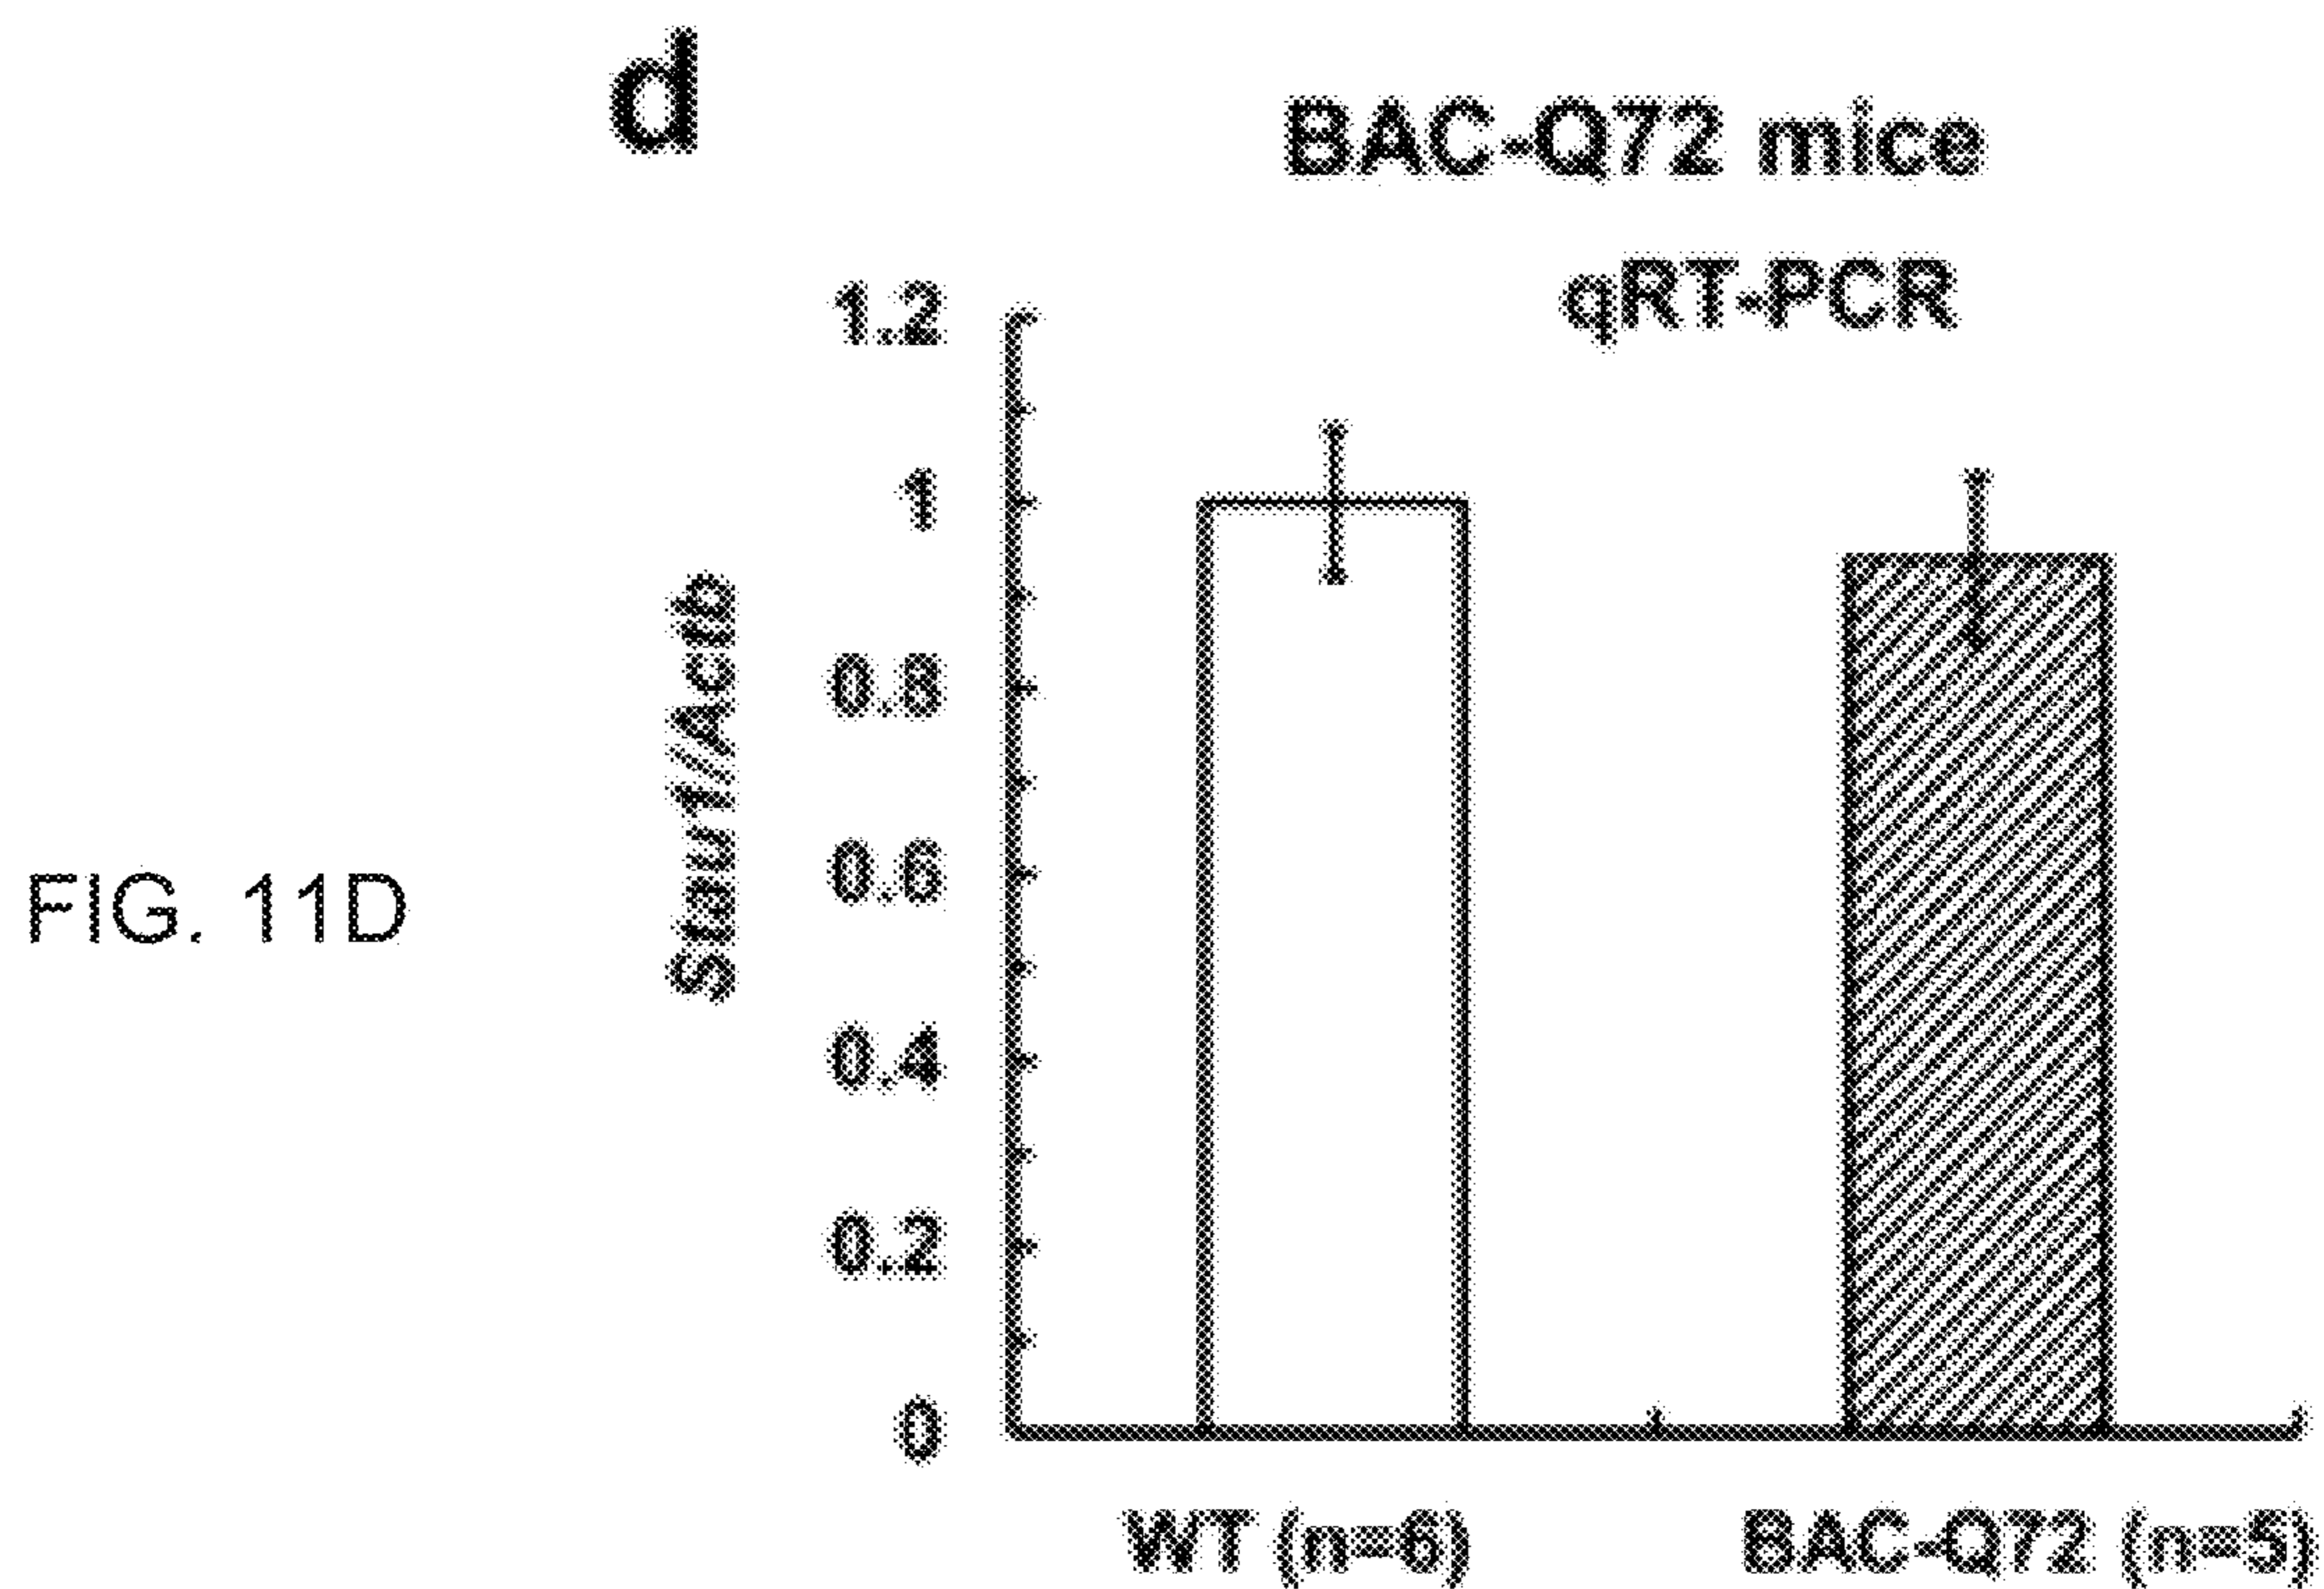 d
BAC-Q72 mice
qRT-PCR
1.2
1
0.8
0.6
0.4
0.2
0
Stau1/Actb
FIG. 11D
WT (n=6)
BAC-Q72 (n=5)